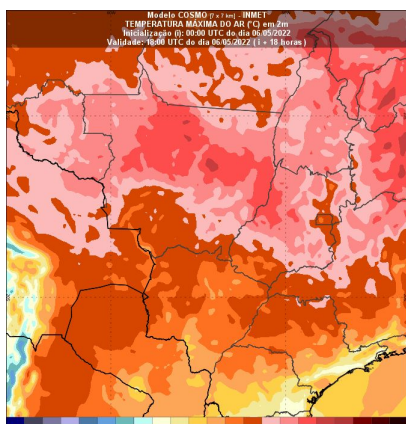 Modelo COSMO [7 x 7 km] - INMET
TEMPERATURA MÁXIMA DO AR (°C) em 2m
Inicialização (i): 00:00 UTC do dia 06/05/2022
Validade: 18:00 UTC do dia 06/05/2022 ( i + 18 horas )